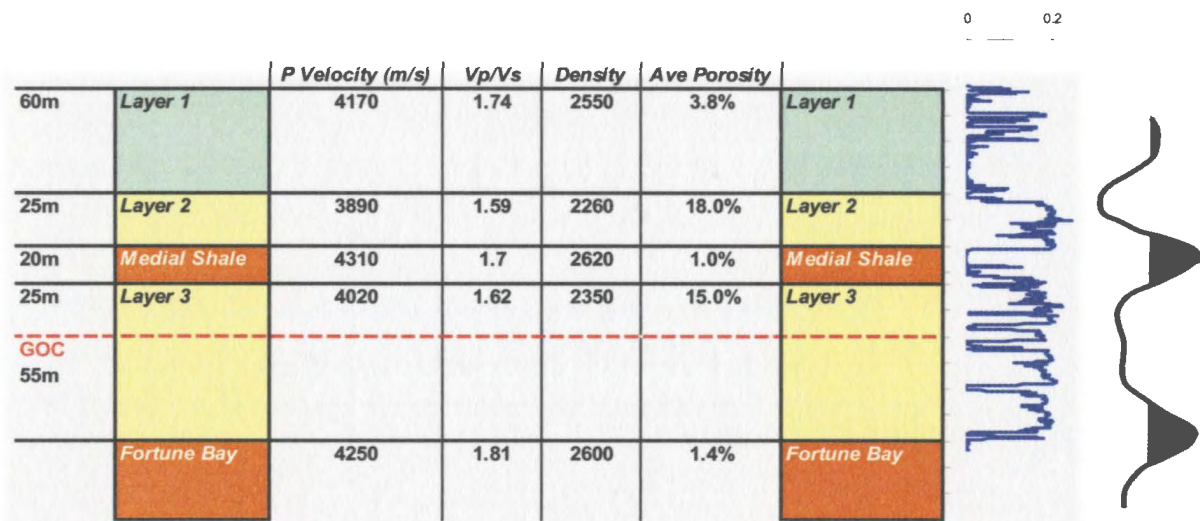 0 0.2
P Velocity (m/s) Vp/Vs Density Ave Porosity
60m Layer 1 4170 1.74 2550 3.8% Layer 1
25m Layer 2 3890 1.59 2260 18.0% Layer 2
20m Medial Shale 4310 1.7 2620 1.0% Medial Shale
25m Layer 3 4020 1.62 2350 15.0% Layer 3
GOC
55m
Fortune Bay 4250 1.81 2600 1.4% Fortune Bay